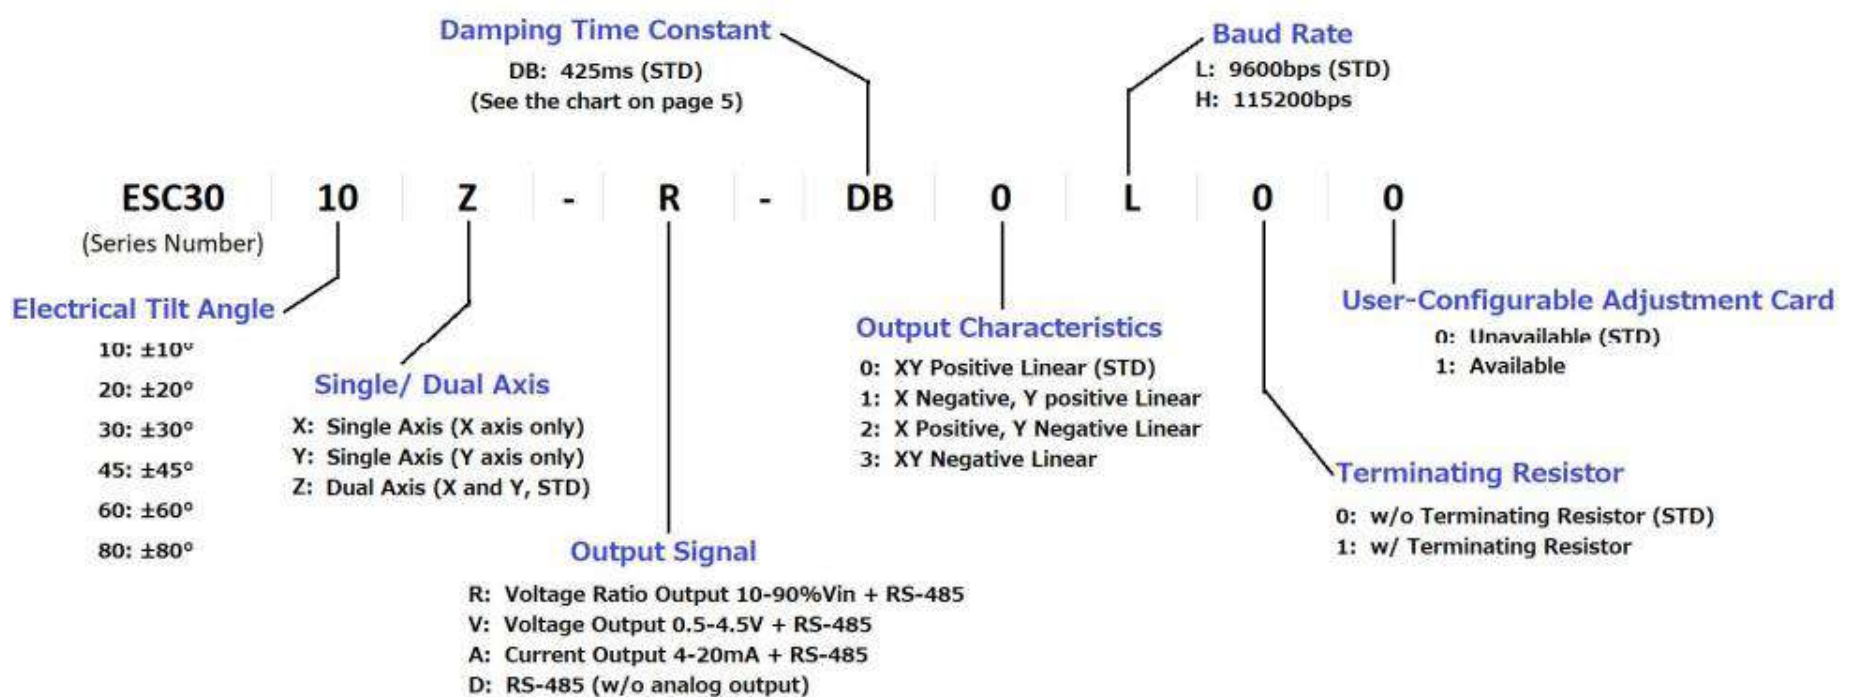 Damping Time Constant
DB: 425ms (STD)
(See the chart on page 5)
Baud Rate
L: 9600bps (STD)
H: 115200bps
ESC30 10 Z - R - DB 0 L 0 0
(Series Number)
Electrical Tilt Angle
10: ±10º
20: ±20º
30: ±30º
45: ±45º
60: ±60º
80: ±80º
Single/ Dual Axis
X: Single Axis (X axis only)
Y: Single Axis (Y axis only)
Z: Dual Axis (X and Y, STD)
Output Signal
R: Voltage Ratio Output 10-90%Vin + RS-485
V: Voltage Output 0.5-4.5V + RS-485
A: Current Output 4-20mA + RS-485
D: RS-485 (w/o analog output)
Output Characteristics
0: XY Positive Linear (STD)
1: X Negative, Y positive Linear
2: X Positive, Y Negative Linear
3: XY Negative Linear
User-Configurable Adjustment Card
0: Unavailable (STD)
1: Available
Terminating Resistor
0: w/o Terminating Resistor (STD)
1: w/ Terminating Resistor